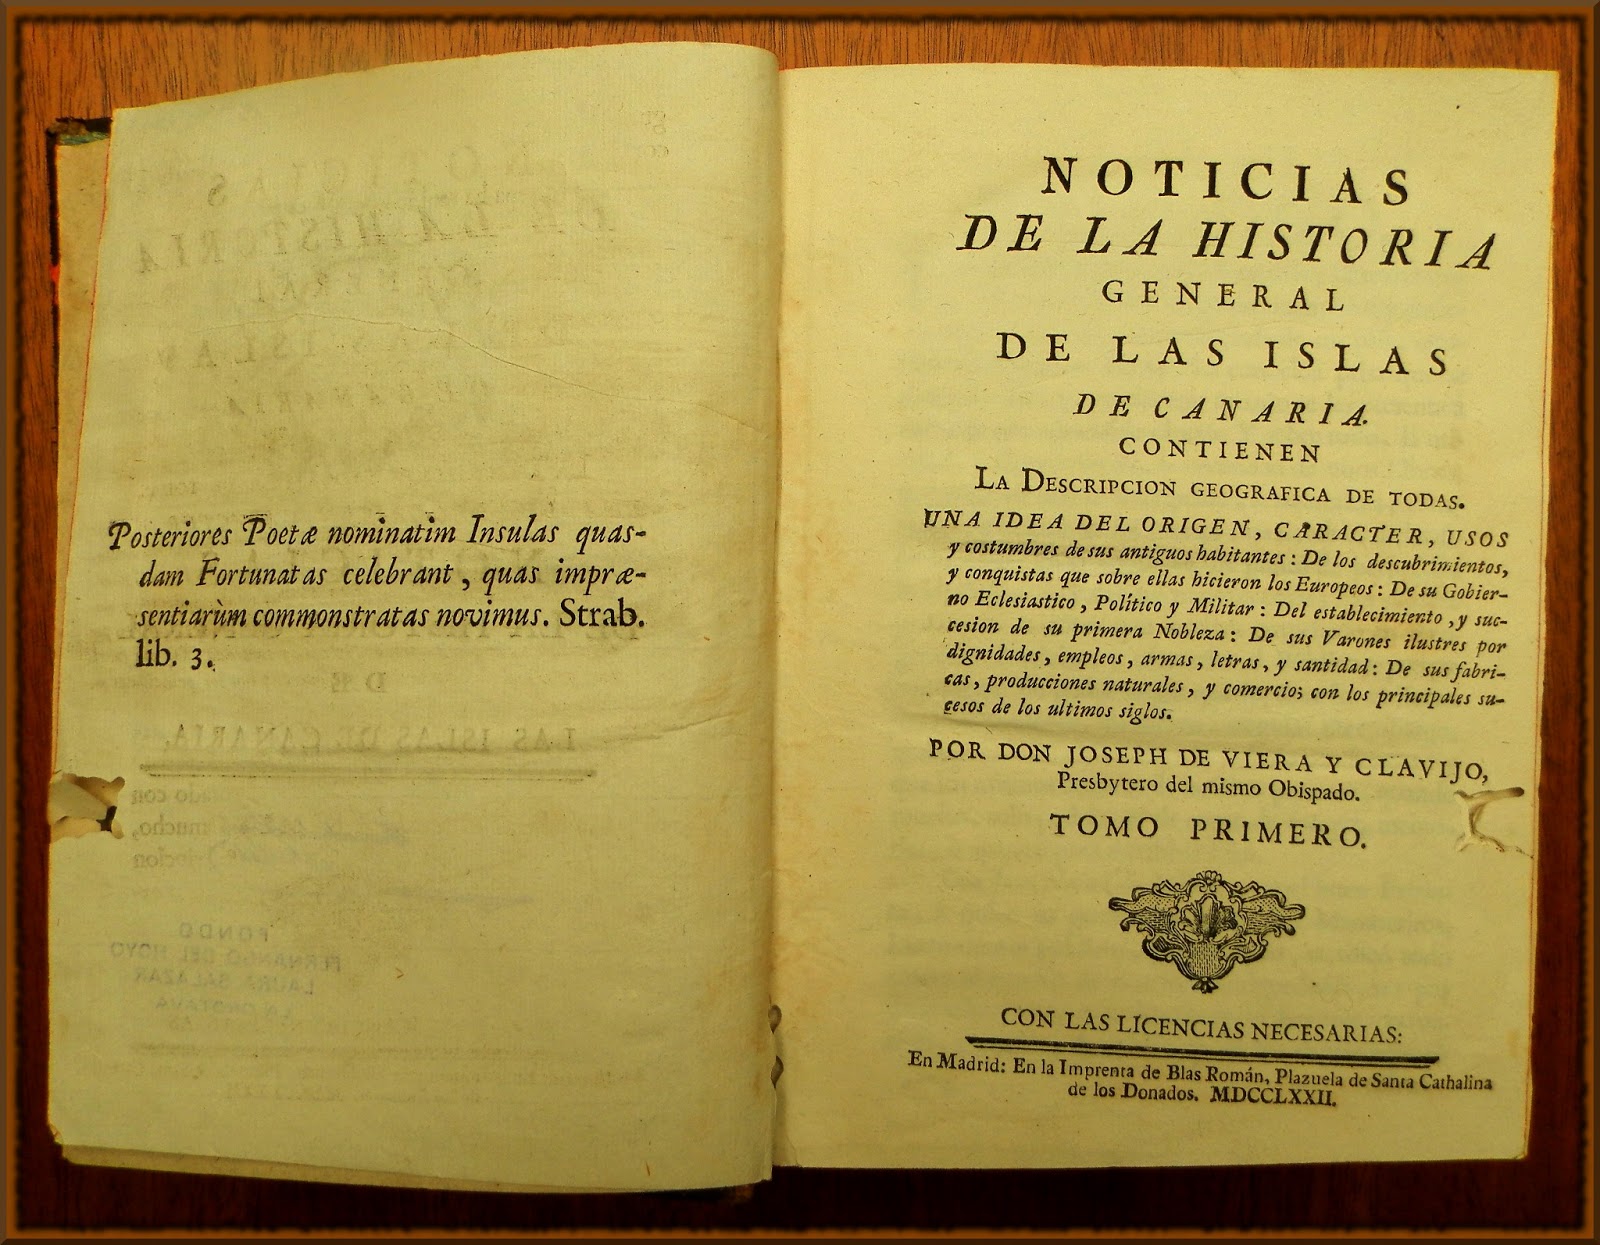 Posteriores Poetæ nominatim Insulas quas-
dam Fortunatas celebrant, quas impræ-
sentiarùm commonstratas novimus. Strab.
lib. 3.
NOTICIAS
DE LA HISTORIA
GENERAL
DE LAS ISLAS
DE CANARIA.
CONTIENEN
LA DESCRIPCION GEOGRAFICA DE TODAS.
UNA IDEA DEL ORIGEN, CARACTER, USOS
y costumbres de sus antiguos habitantes: De los descubrimientos,
y conquistas que sobre ellas hicieron los Europeos: De su Gobier-
no Eclesiastico, Político y Militar: Del establecimiento, y suc-
cesion de su primera Nobleza: De sus Varones ilustres por
dignidades, empleos, armas, letras, y santidad: De sus fabri-
cas, producciones naturales, y comercio; con los principales su-
cesos de los ultimos siglos.
POR DON JOSEPH DE VIERA Y CLAVIJO,
Presbytero del mismo Obispado.
TOMO PRIMERO.
CON LAS LICENCIAS NECESARIAS:
En Madrid: En la Imprenta de Blas Román, Plazuela de Santa Cathalina
de los Donados. MDCCLXXII.